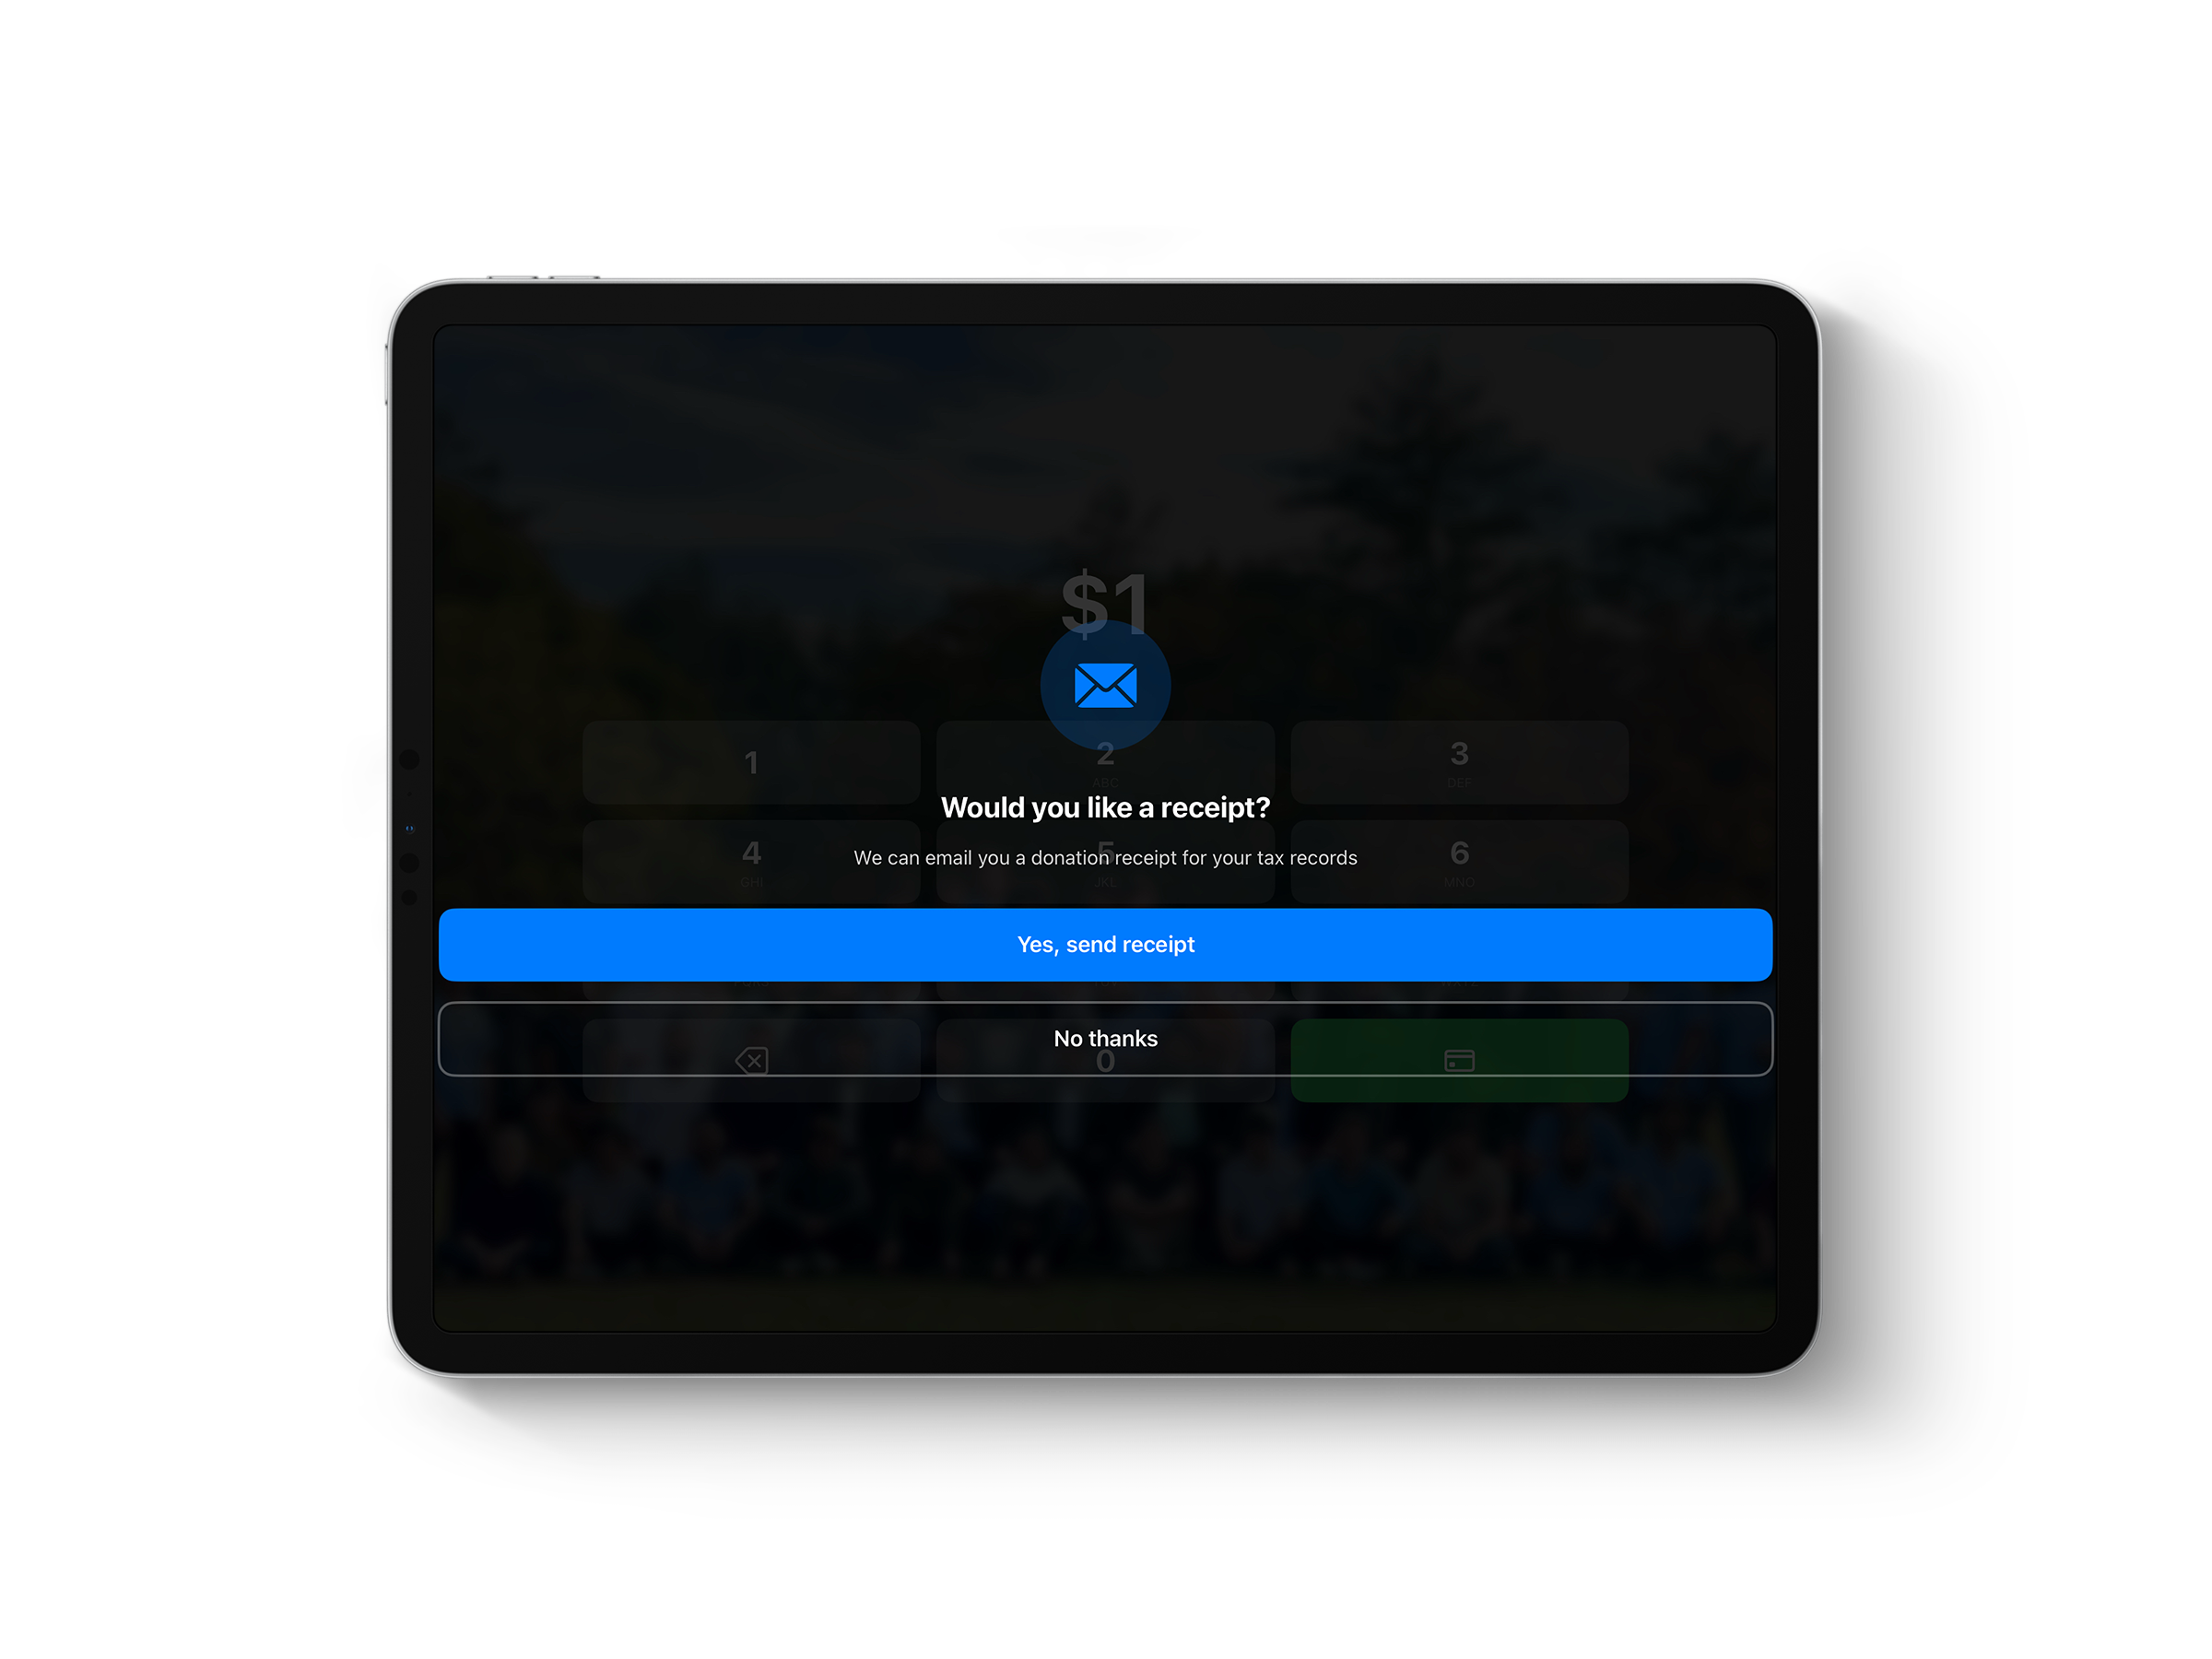 $1
1
2
ABC
3
DEF
Would you like a receipt?
4
GHI
5
JKL
6
MNO
We can email you a donation receipt for your tax records
Yes, send receipt
No thanks
0